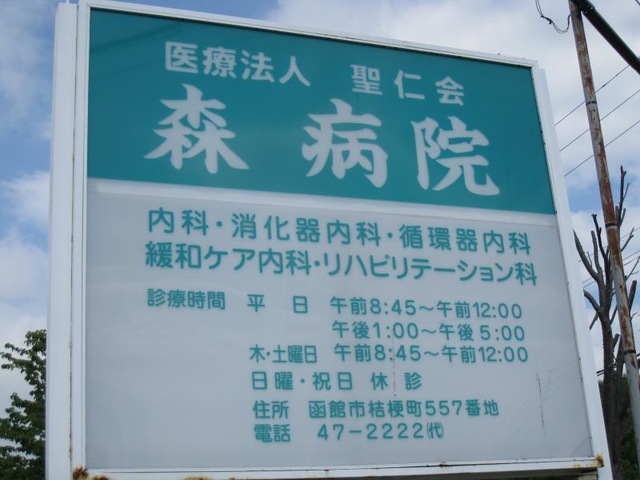 医療法人 聖仁会
森病院
内科・消化器内科・循環器内科
緩和ケア内科・リハビリテーション科
診療時間 平日 午前8:45～午前12:00
午後1:00～午後5:00
木・土曜日 午前8:45～午前12:00
日曜・祝日 休診
住所 函館市桔梗町557番地
電話 47-2222㈹